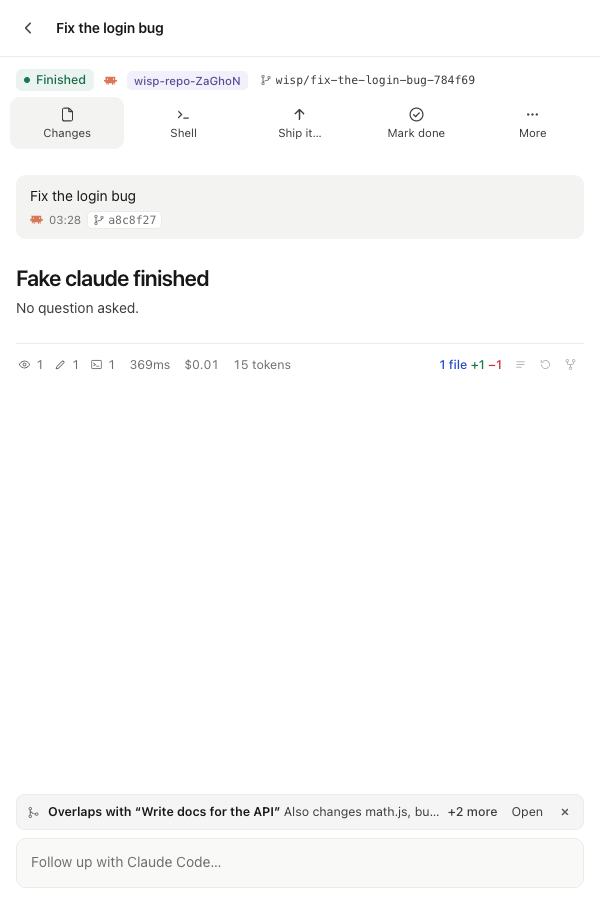 Fix the login bug
Finished wisp-repo-ZaGhoN wisp/fix-the-login-bug-784f69
Changes Shell Ship it... Mark done More
Fix the login bug
03:28 a8c8f27
Fake claude finished
No question asked.
1 1 1 369ms $0.01 15 tokens 1 file +1 −1
Overlaps with “Write docs for the API” Also changes math.js, bu... +2 more Open ×
Follow up with Claude Code...